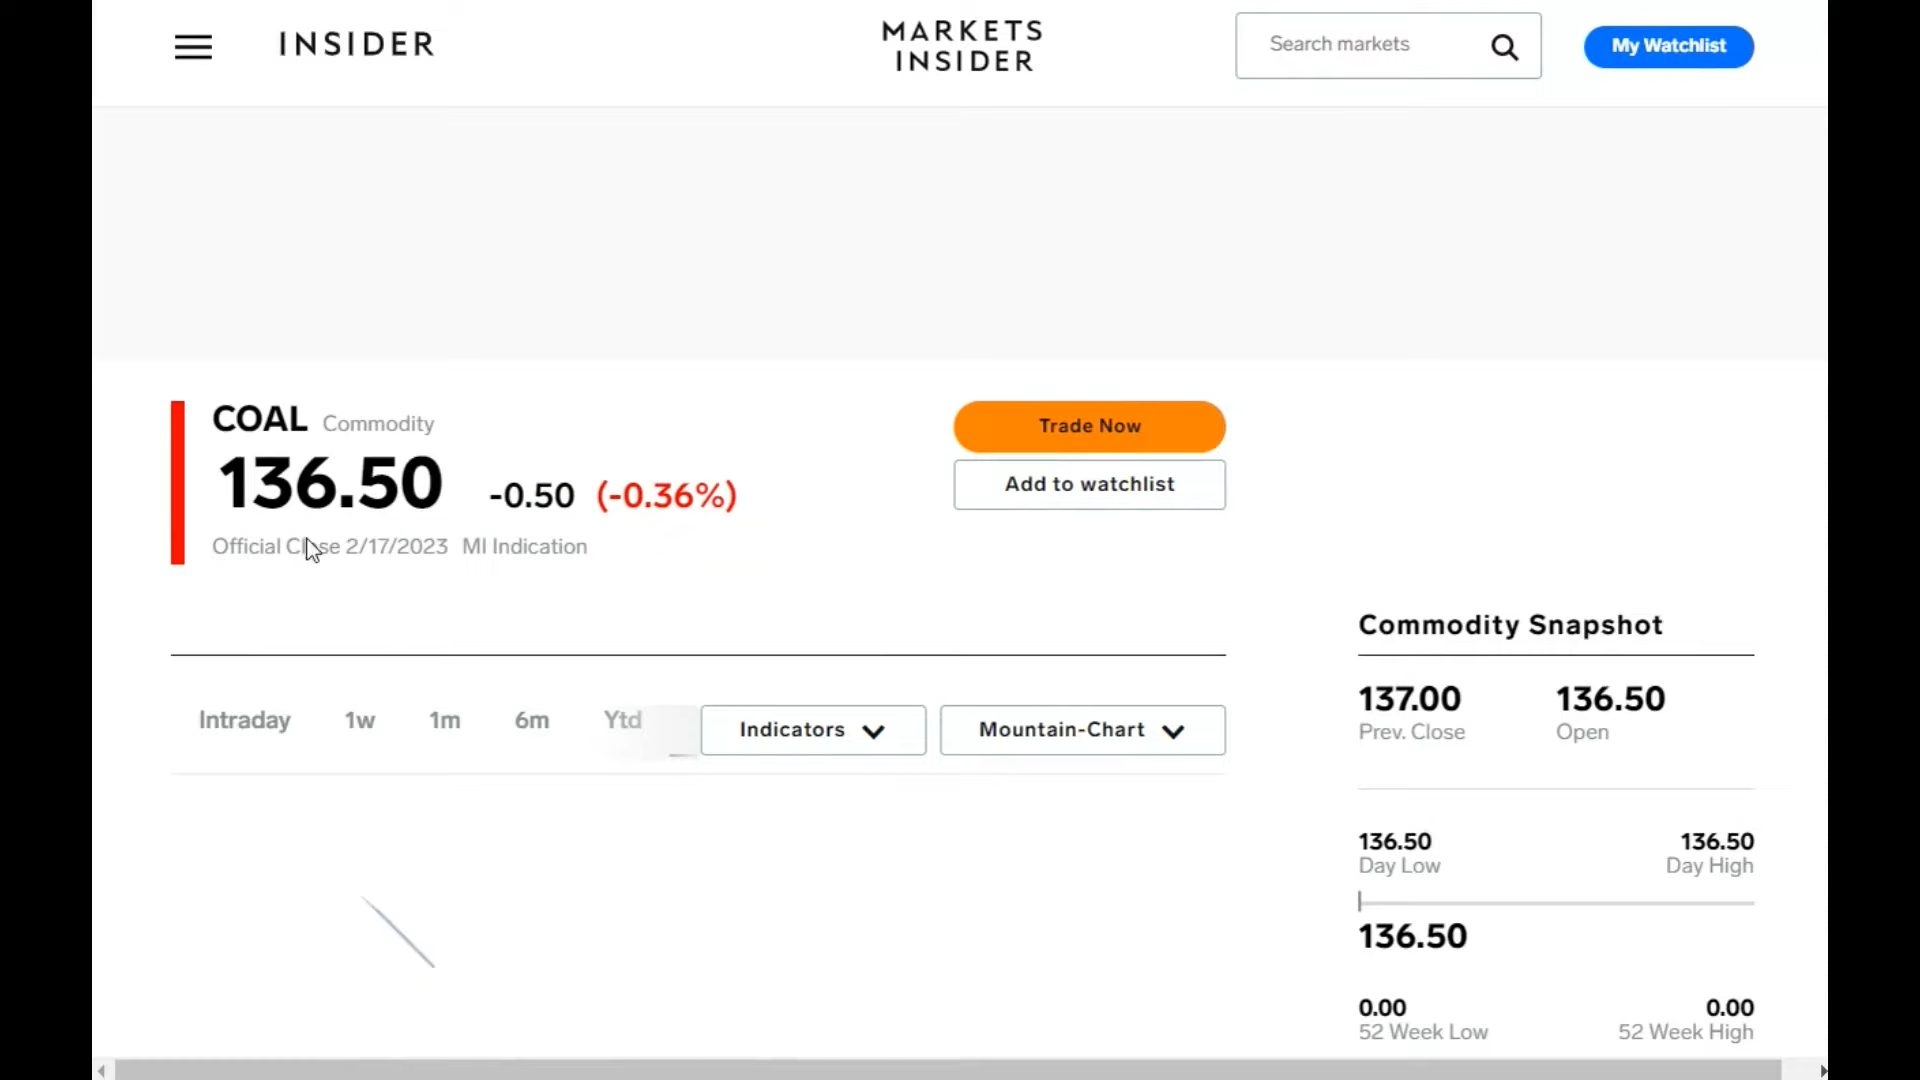 INSIDER
MARKETS
INSIDER
Search markets
My Watchlist
COAL Commodity
136.50 -0.50 (-0.36%)
Official Close 2/17/2023 MI Indication
Trade Now
Add to watchlist
Intraday 1w 1m 6m Ytd
Indicators
Mountain-Chart
Commodity Snapshot
137.00 136.50
Prev. Close Open
136.50 136.50
Day Low Day High
136.50
0.00 0.00
52 Week Low 52 Week High